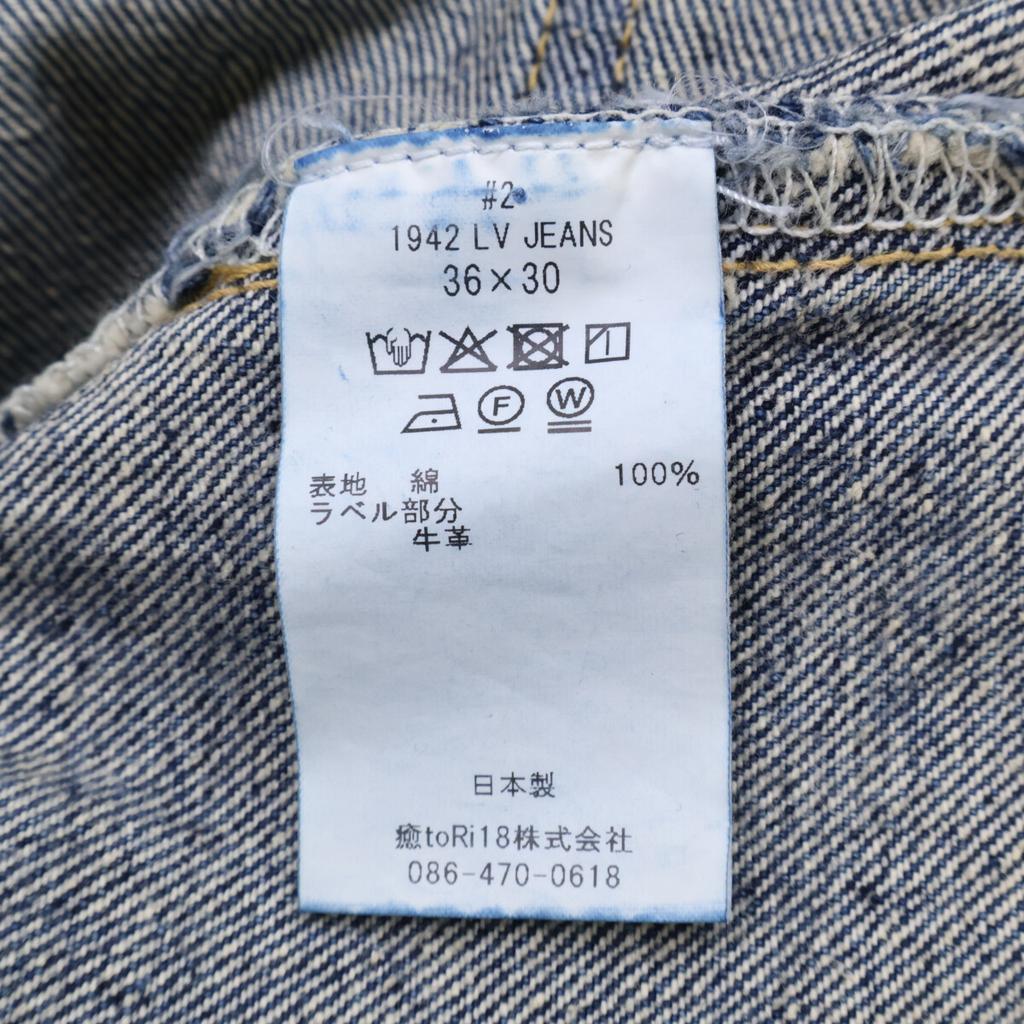 #2
1942 LV JEANS
36×30
F W
表地 綿 100%
ラベル部分
牛革
日本製
癒toRi18株式会社
086-470-0618